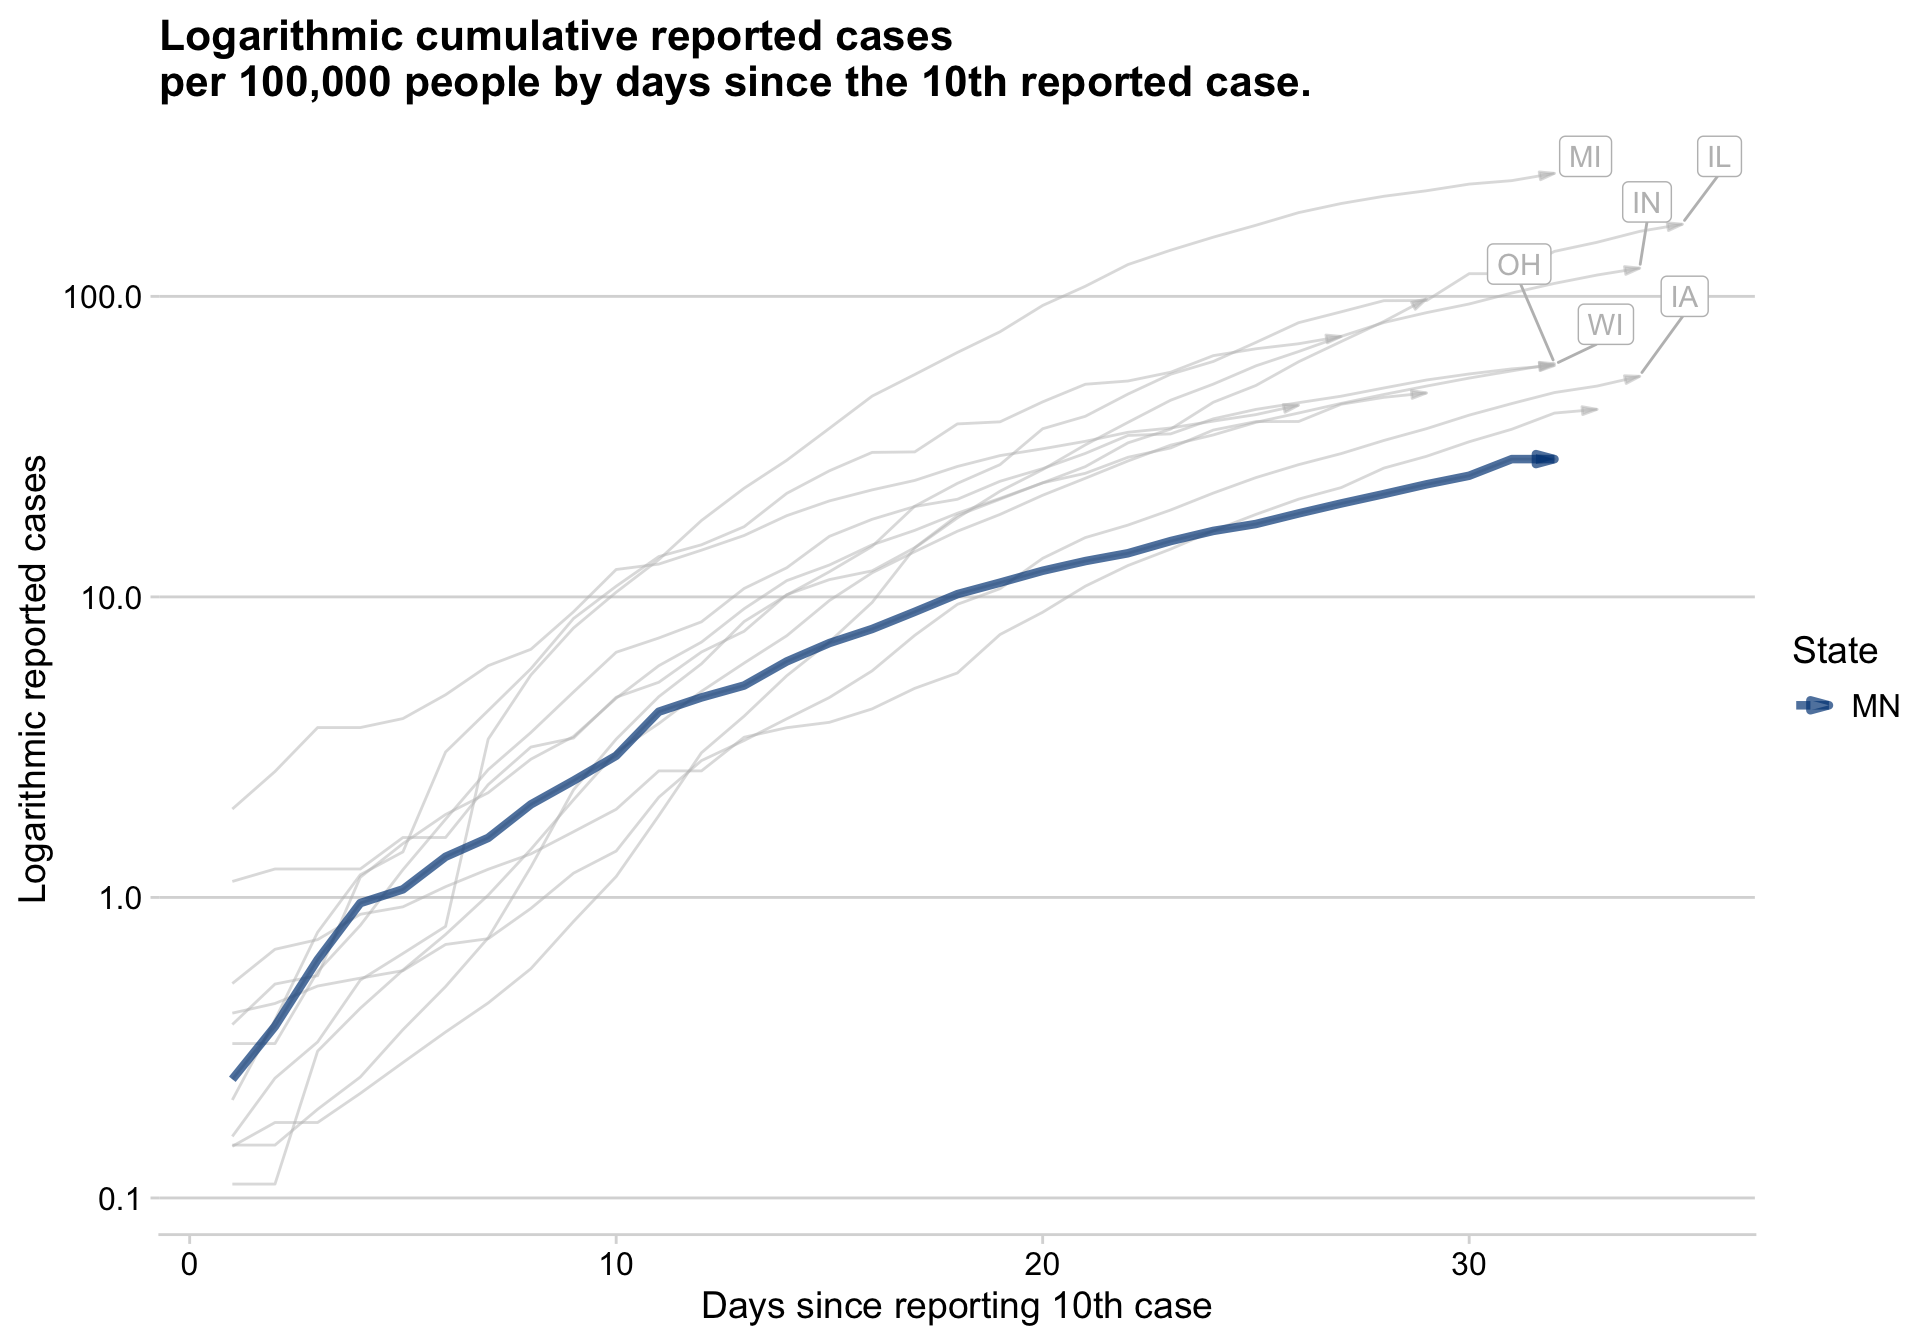 Logarithmic cumulative reported cases
per 100,000 people by days since the 10th reported case.
MI
IL
IN
OH
IA
WI
100.0
10.0
1.0
0.1
Logarithmic reported cases
State
MN
0
10
20
30
Days since reporting 10th case